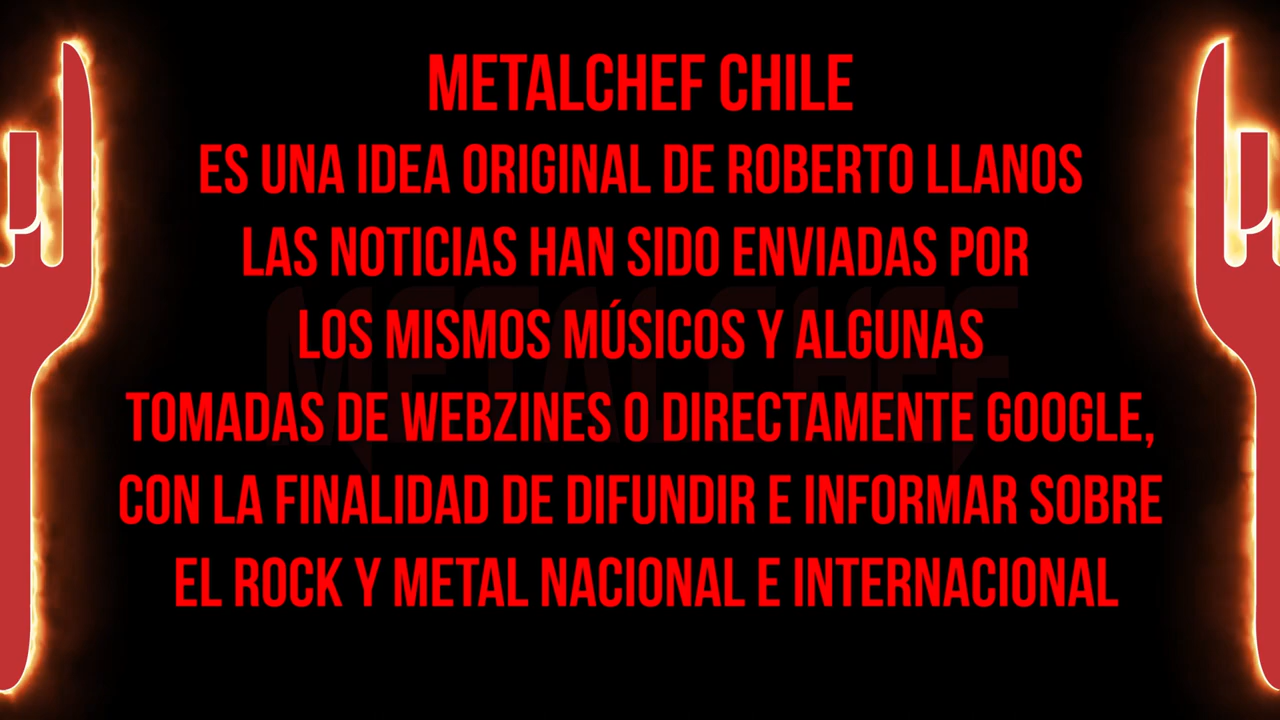 METALCHEF CHILE
ES UNA IDEA ORIGINAL DE ROBERTO LLANOS
LAS NOTICIAS HAN SIDO ENVIADAS POR
LOS MISMOS MÚSICOS Y ALGUNAS
TOMADAS DE WEBZINES O DIRECTAMENTE GOOGLE,
CON LA FINALIDAD DE DIFUNDIR E INFORMAR SOBRE
EL ROCK Y METAL NACIONAL E INTERNACIONAL
METALCHEF